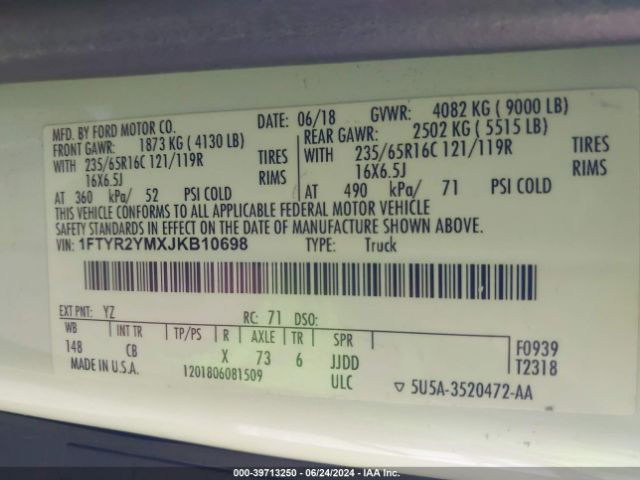 MFD. BY FORD MOTOR CO. DATE: 06/18 GVWR: 4082 KG ( 9000 LB)
FRONT GAWR: 1873 KG ( 4130 LB) REAR GAWR: 2502 KG ( 5515 LB)
WITH 235/65R16C 121/119R TIRES WITH 235/65R16C 121/119R TIRES
16X6.5J RIMS 16X6.5J RIMS
AT 360 kPa/ 52 PSI COLD AT 490 kPa/ 71 PSI COLD
THIS VEHICLE CONFORMS TO ALL APPLICABLE FEDERAL MOTOR VEHICLE
SAFETY STANDARDS IN EFFECT ON THE DATE OF MANUFACTURE SHOWN ABOVE.
VIN: 1FTYR2YMXJKB10698 TYPE: Truck
EXT PNT: YZ RC: 71 DSO:
WB INT TR TP/PS R AXLE TR SPR F0939
148 CB X 73 6 JJDD T2318
MADE IN U.S.A. 1201806081509 ULC ▽ 5U5A-3520472-AA
000-39713250 - 06/24/2024 - IAA Inc.